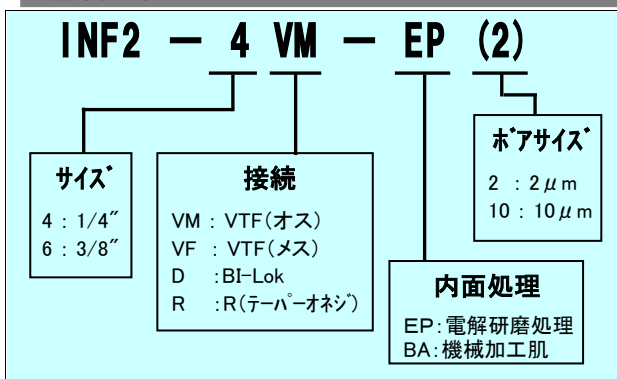 INF2 － 4 VM － EP (2)
サイズ
4 : 1/4″
6 : 3/8″
接続
VM : VTF(オス)
VF : VTF(メス)
D :BI-Lok
R :R(テーパーオネジ)
ボアサイズ
2 : 2μm
10 : 10μm
内面処理
EP:電解研磨処理
BA:機械加工肌